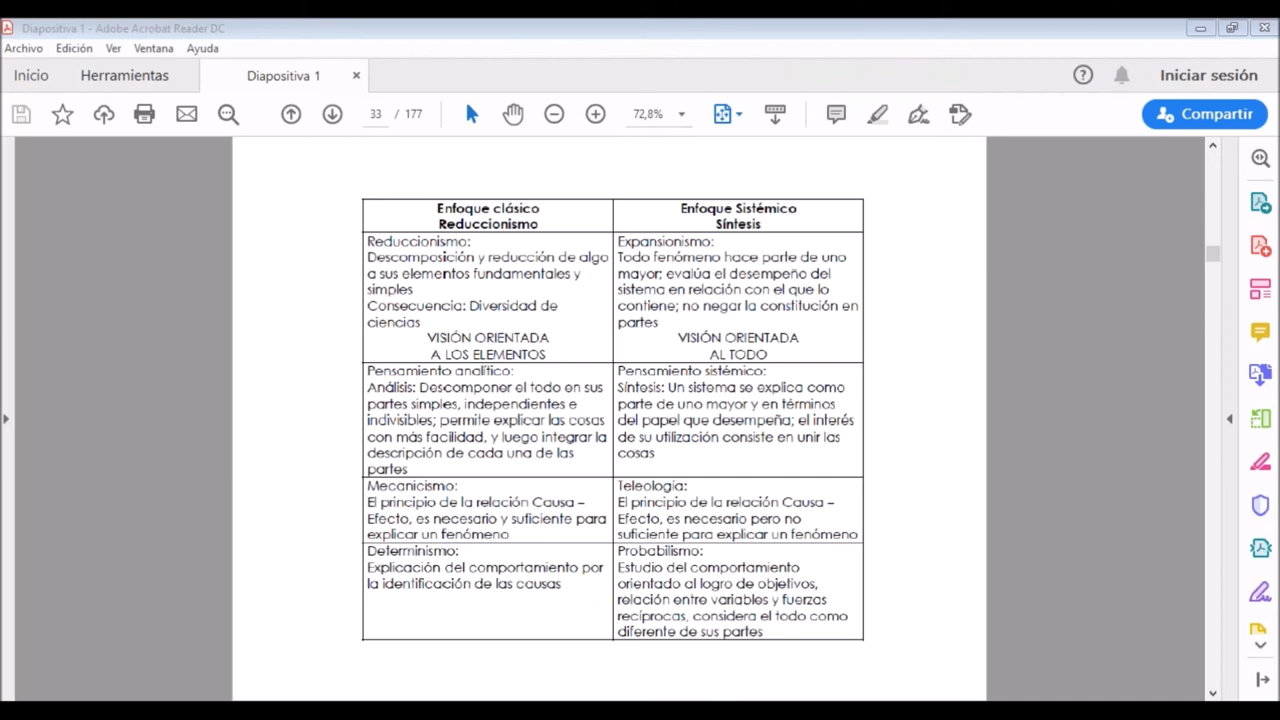 Diapositiva 1 - Adobe Acrobat Reader DC
Archivo Edición Ver Ventana Ayuda
Inicio Herramientas Diapositiva 1
Iniciar sesión
33 / 177
72,8%
Compartir
Enfoque clásico
Reduccionismo
Enfoque Sistémico
Síntesis
Reduccionismo:
Descomposición y reducción de algo
a sus elementos fundamentales y
simples
Consecuencia: Diversidad de
ciencias
VISIÓN ORIENTADA
A LOS ELEMENTOS
Expansionismo:
Todo fenómeno hace parte de uno
mayor; evalúa el desempeño del
sistema en relación con el que lo
contiene; no negar la constitución en
partes
VISIÓN ORIENTADA
AL TODO
Pensamiento analítico:
Análisis: Descomponer el todo en sus
partes simples, independientes e
indivisibles; permite explicar las cosas
con más facilidad, y luego integrar la
descripción de cada una de las
partes
Pensamiento sistémico:
Síntesis: Un sistema se explica como
parte de uno mayor y en términos
del papel que desempeña; el interés
de su utilización consiste en unir las
cosas
Mecanicismo:
El principio de la relación Causa –
Efecto, es necesario y suficiente para
explicar un fenómeno
Teleología:
El principio de la relación Causa –
Efecto, es necesario pero no
suficiente para explicar un fenómeno
Determinismo:
Explicación del comportamiento por
la identificación de las causas
Probabilismo:
Estudio del comportamiento
orientado al logro de objetivos,
relación entre variables y fuerzas
recíprocas, considera el todo como
diferente de sus partes